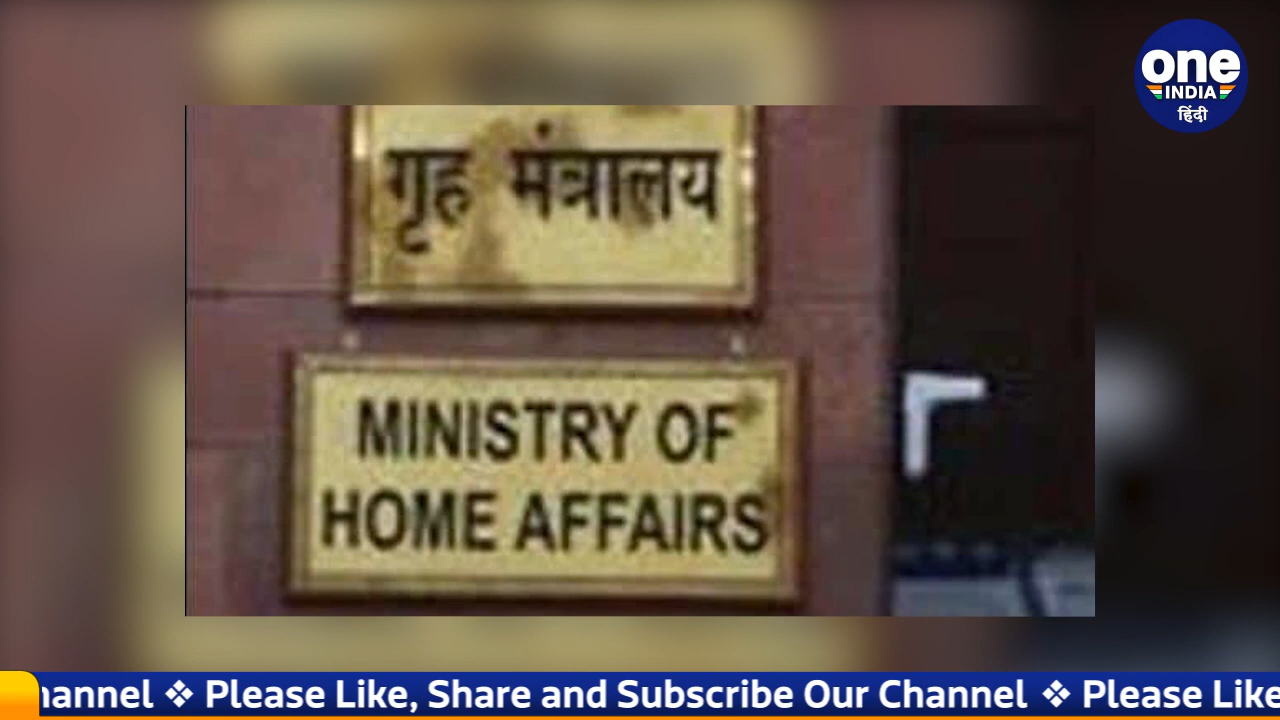 one
INDIA
हिंदी
गृह मंत्रालय
MINISTRY OF
HOME AFFAIRS
hannel ❖ Please Like, Share and Subscribe Our Channel ❖ Please Like